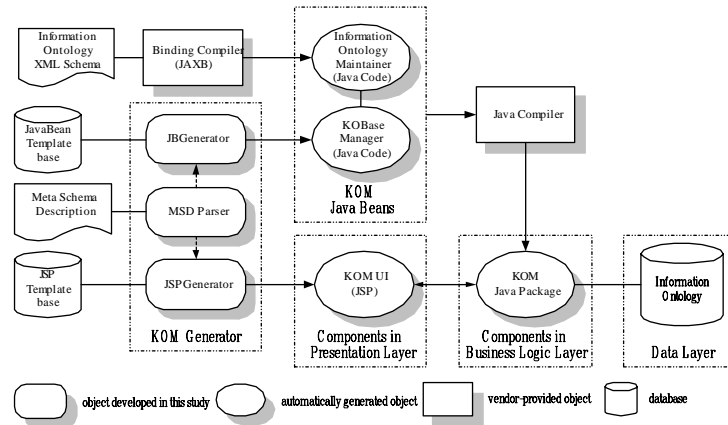 Information
Ontology
XML Schema
Binding Compiler
(JAXB)
Information
Ontology
Maintainer
(Java Code)
JavaBean
Template
base
JBGenerator
KOBase
Manager
(Java Code)
Java Compiler
KOM
Java Beans
Meta Schema
Description
MSD Parser
JSP
Template
base
JSPGenerator
KOM UI
(JSP)
KOM
Java Package
Information
Ontology
KOM Generator
Components in
Presentation Layer
Components in
Business Logic Layer
Data Layer
object developed in this study
automatically generated object
vendor-provided object
database